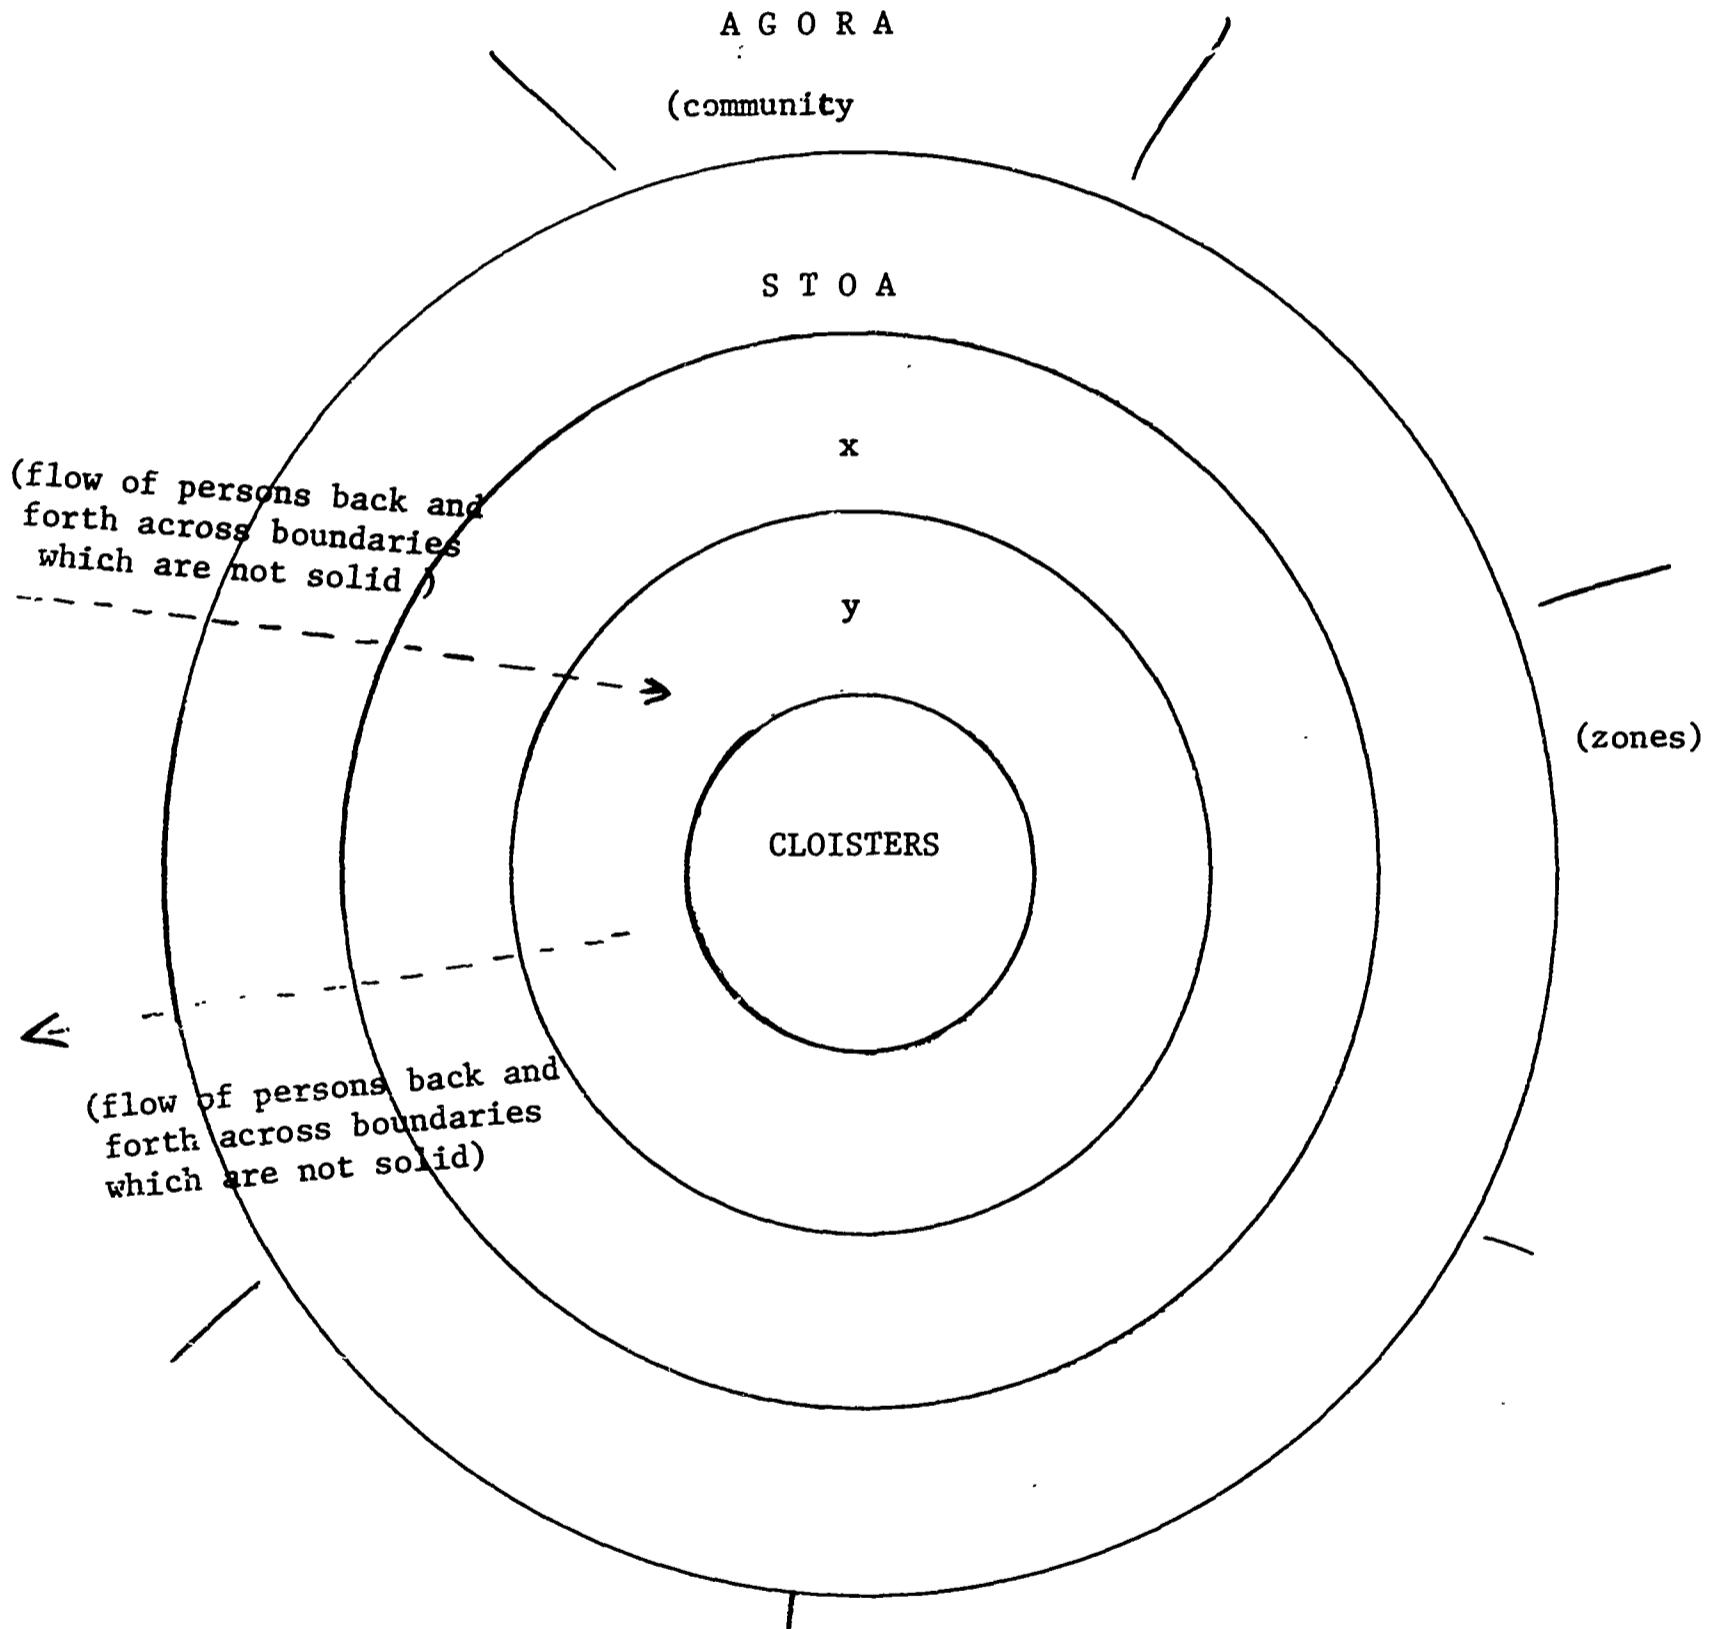 A G O R A
(community
S T O A
x
(flow of persons back and
forth across boundaries
which are not solid )
y
(zones)
CLOISTERS
(flow of persons back and
forth across boundaries
which are not solid)